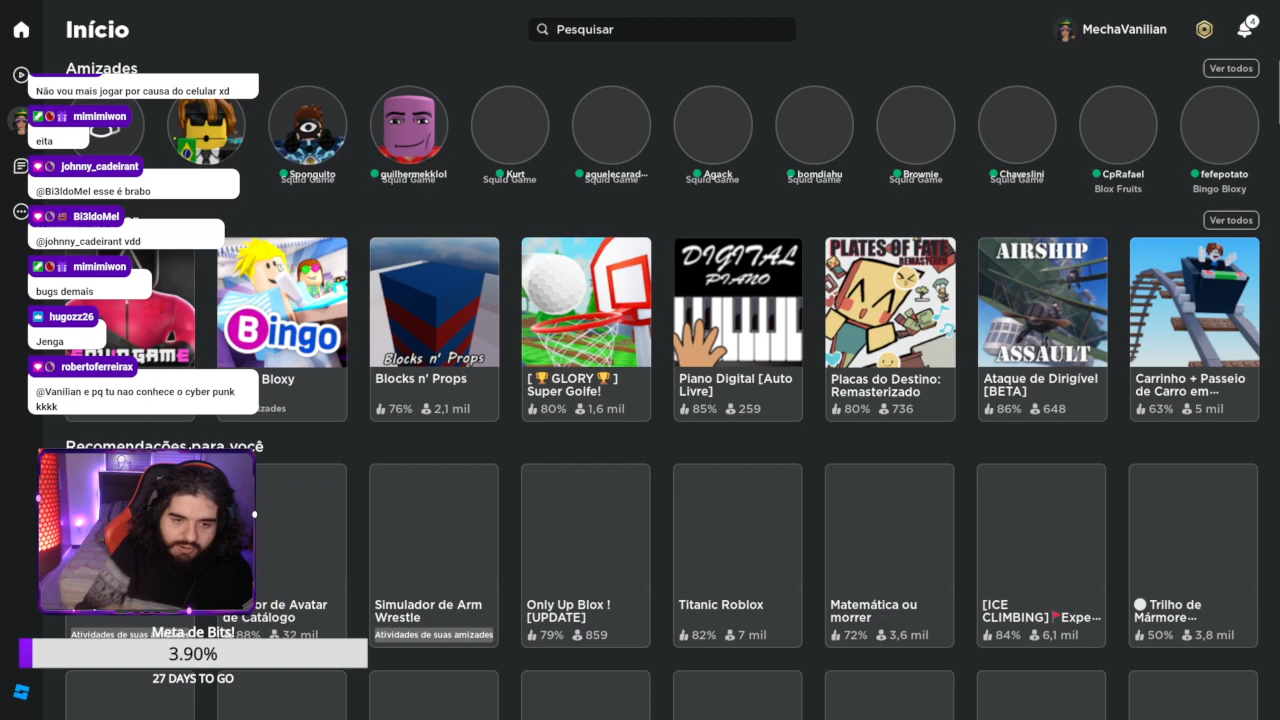 Início
Pesquisar
MechaVanilian
4
Amizades
Ver todos
Não vou mais jogar por causa do celular xd
mimimiwon
eita
johnny_cadeirant
@Bi3ldoMel esse é brabo
Bi3ldoMel
@johnny_cadeirant vdd
mimimiwon
bugs demais
hugozz26
Jenga
robertoferreirax
@Vanilian e pq tu nao conhece o cyber punk
kkkk
Sponguito
Squid Game
guilhermekklol
Squid Game
Kurt
Squid Game
aquelecarad...
Squid Game
Aqack
Squid Game
bomdiahu
Squid Game
Brownie
Squid Game
Chaveslini
Squid Game
CpRafael
Blox Fruits
fefepotato
Bingo Bloxy
Ver todos
Bingo
Bloxy
Blocks n' Props
Blocks n' Props
76% 2,1 mil
[ 🏆 GLORY 🏆 ]
Super Golfe!
80% 1,6 mil
DIGITAL
PIANO
Piano Digital [Auto
Livre]
85% 259
PLATES OF FATE
REMASTERED
Placas do Destino:
Remasterizado
80% 736
AIRSHIP
ASSAULT
Ataque de Dirigível
[BETA]
86% 648
Carrinho + Passeio
de Carro em...
63% 5 mil
Recomendações para você
de Avatar
de Catálogo
88% 32 mil
Atividades de suas amizades
Simulador de Arm
Wrestle
Atividades de suas amizades
Only Up Blox !
[UPDATE]
79% 859
Titanic Roblox
82% 7 mil
Matemática ou
morrer
72% 3,6 mil
[ICE
CLIMBING]🚩Expe...
84% 6,1 mil
Trilho de
Mármore...
50% 3,8 mil
Meta de Bits!
3.90%
27 DAYS TO GO